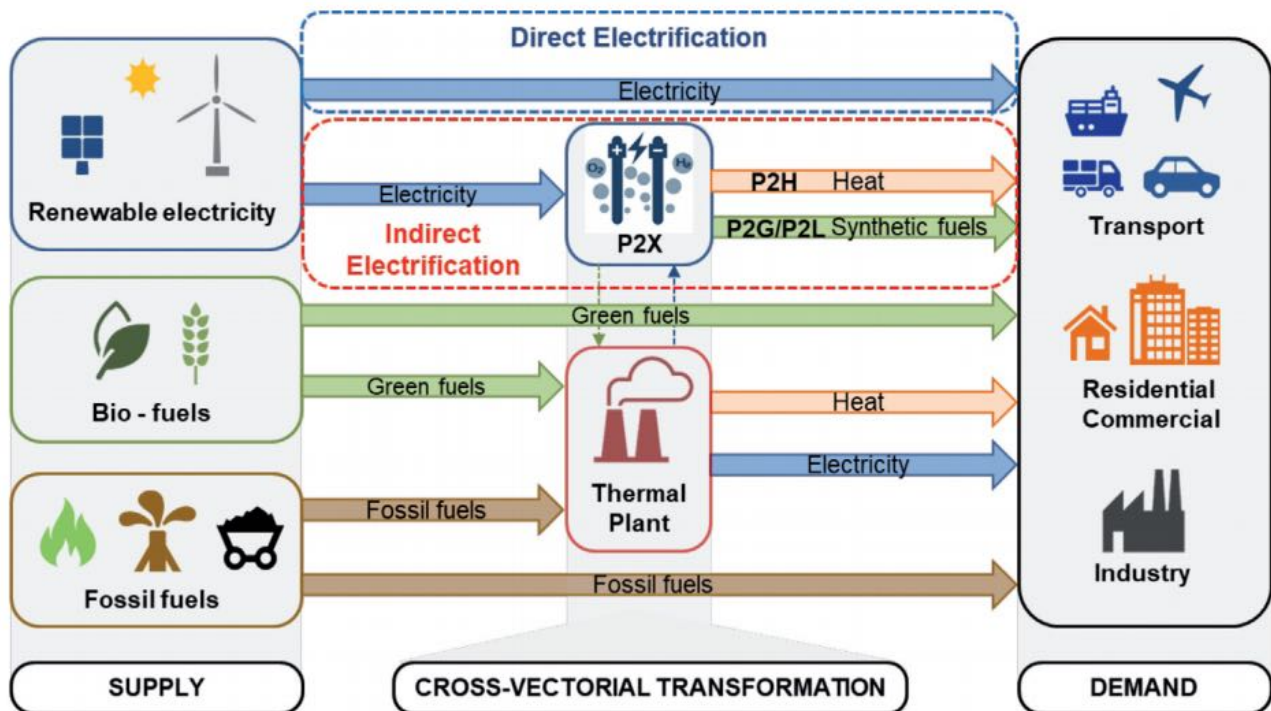 Direct Electrification
Electricity
Renewable electricity
Electricity
O₂
H₂
P2X
P2H Heat
P2G/P2L Synthetic fuels
Indirect
Electrification
Transport
Green fuels
Bio - fuels
Green fuels
Heat
Residential
Commercial
Electricity
Thermal
Plant
Fossil fuels
Fossil fuels
Fossil fuels
Industry
SUPPLY
CROSS-VECTORIAL TRANSFORMATION
DEMAND